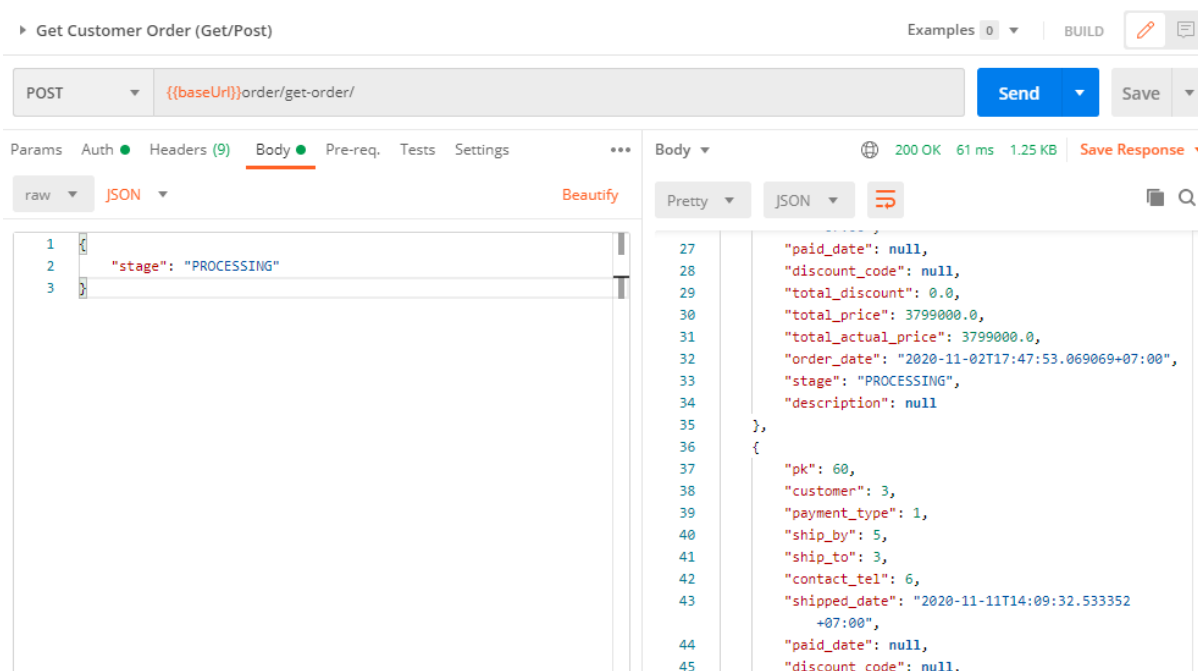 Get Customer Order (Get/Post)
Examples 0
BUILD
POST
{{baseUrl}}order/get-order/
Send
Save
Params Auth Headers (9) Body Pre-req. Tests Settings
raw JSON
Beautify
1 {
2 "stage": "PROCESSING"
3 }
Body
200 OK 61 ms 1.25 KB Save Response
Pretty JSON
27 "paid_date": null,
28 "discount_code": null,
29 "total_discount": 0.0,
30 "total_price": 3799000.0,
31 "total_actual_price": 3799000.0,
32 "order_date": "2020-11-02T17:47:53.069069+07:00",
33 "stage": "PROCESSING",
34 "description": null
35 },
36 {
37 "pk": 60,
38 "customer": 3,
39 "payment_type": 1,
40 "ship_by": 5,
41 "ship_to": 3,
42 "contact_tel": 6,
43 "shipped_date": "2020-11-11T14:09:32.533352
+07:00",
44 "paid_date": null,
45 "discount_code": null,